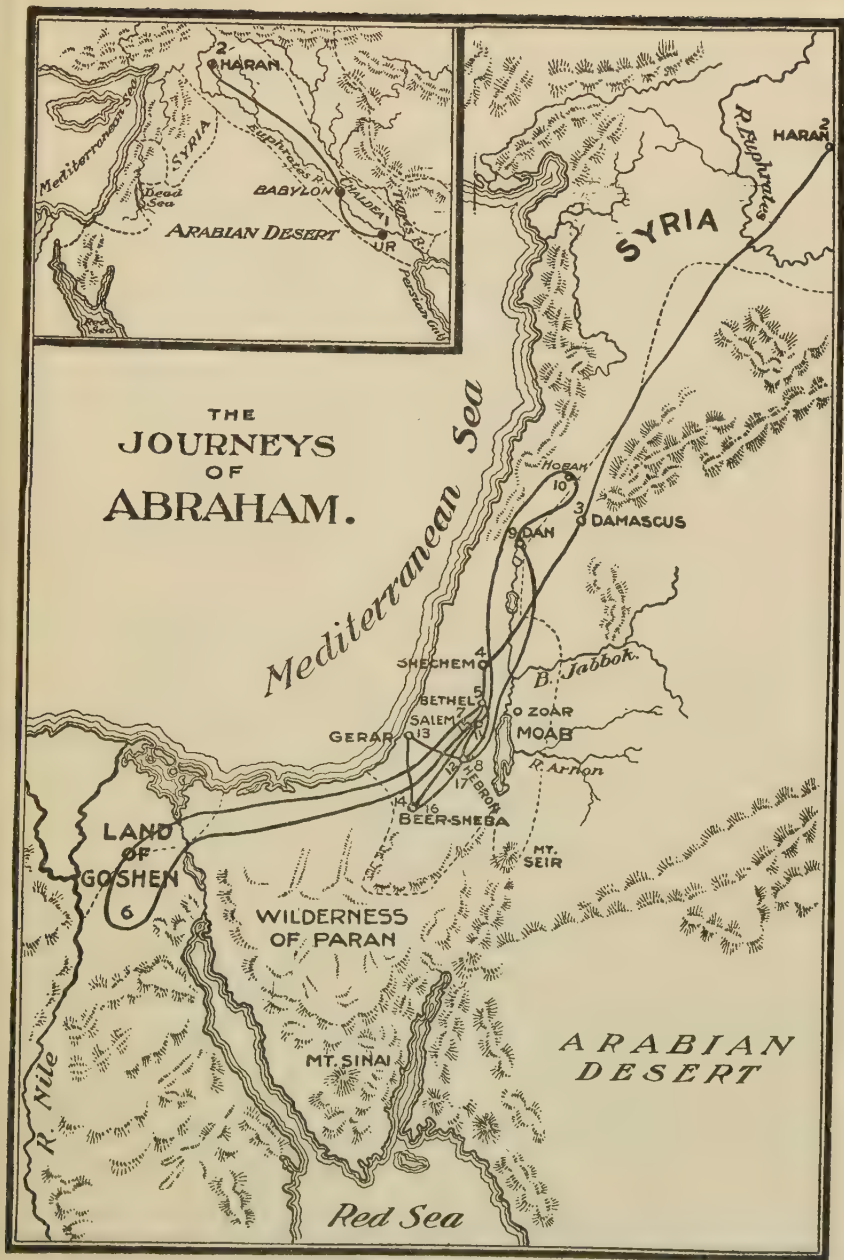 2
HARAN
Mediterranean Sea
SYRIA
Euphrates R.
Dead
Sea
BABYLON
CHALDEA
Tigris R.
ARABIAN DESERT
UR
Persian Gulf
Red
Sea
R. Euphrates
2
HARAN
SYRIA
THE
JOURNEYS
OF
ABRAHAM.
Mediterranean Sea
HOBAH
10
3
DAMASCUS
9 DAN
4
SHECHEM
B. Jabbok.
5
BETHEL
7
SALEM
ZOAR
GERAR 13
MOAB
8
R. Arnon
12
17
HEBRON
14 16
BEER-SHEBA
LAND
OF
GOSHEN
6
MT.
SEIR
WILDERNESS
OF PARAN
MT. SINAI
ARABIAN
DESERT
R. Nile
Red Sea